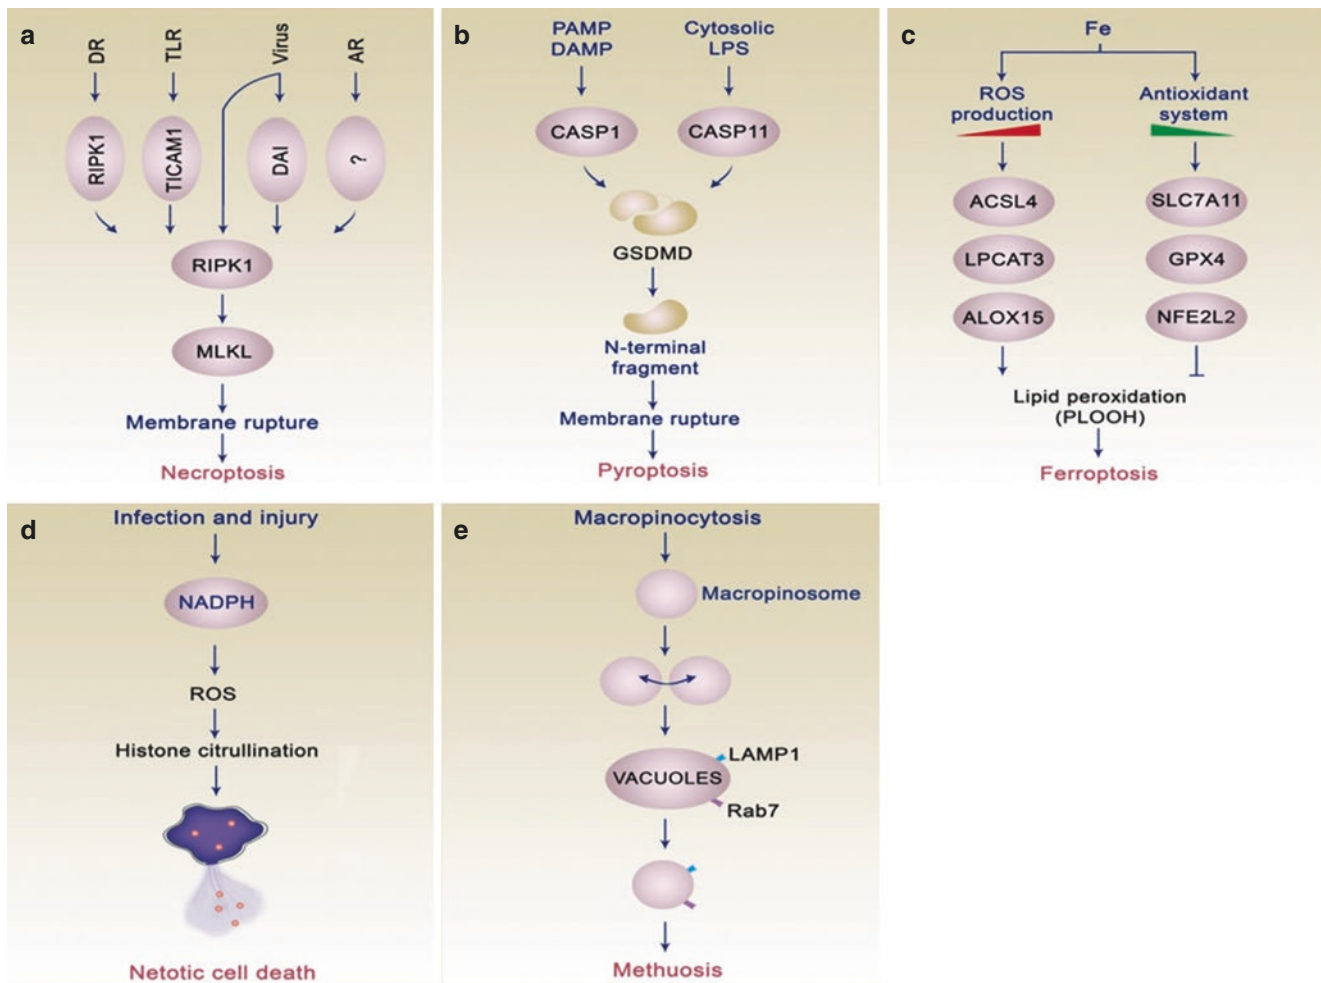 a
DR
TLR
Virus
AR
RIPK1
TICAM1
DAI
?
RIPK1
MLKL
Membrane rupture
Necroptosis
b
PAMP
DAMP
Cytosolic
LPS
CASP1
CASP11
GSDMD
N-terminal
fragment
Membrane rupture
Pyroptosis
c
Fe
ROS
production
Antioxidant
system
ACSL4
SLC7A11
LPCAT3
GPX4
ALOX15
NFE2L2
Lipid peroxidation
(PLOOH)
Ferroptosis
d
Infection and injury
NADPH
ROS
Histone citrullination
Netotic cell death
e
Macropinocytosis
Macropinosome
LAMP1
VACUOLES
Rab7
Methuosis